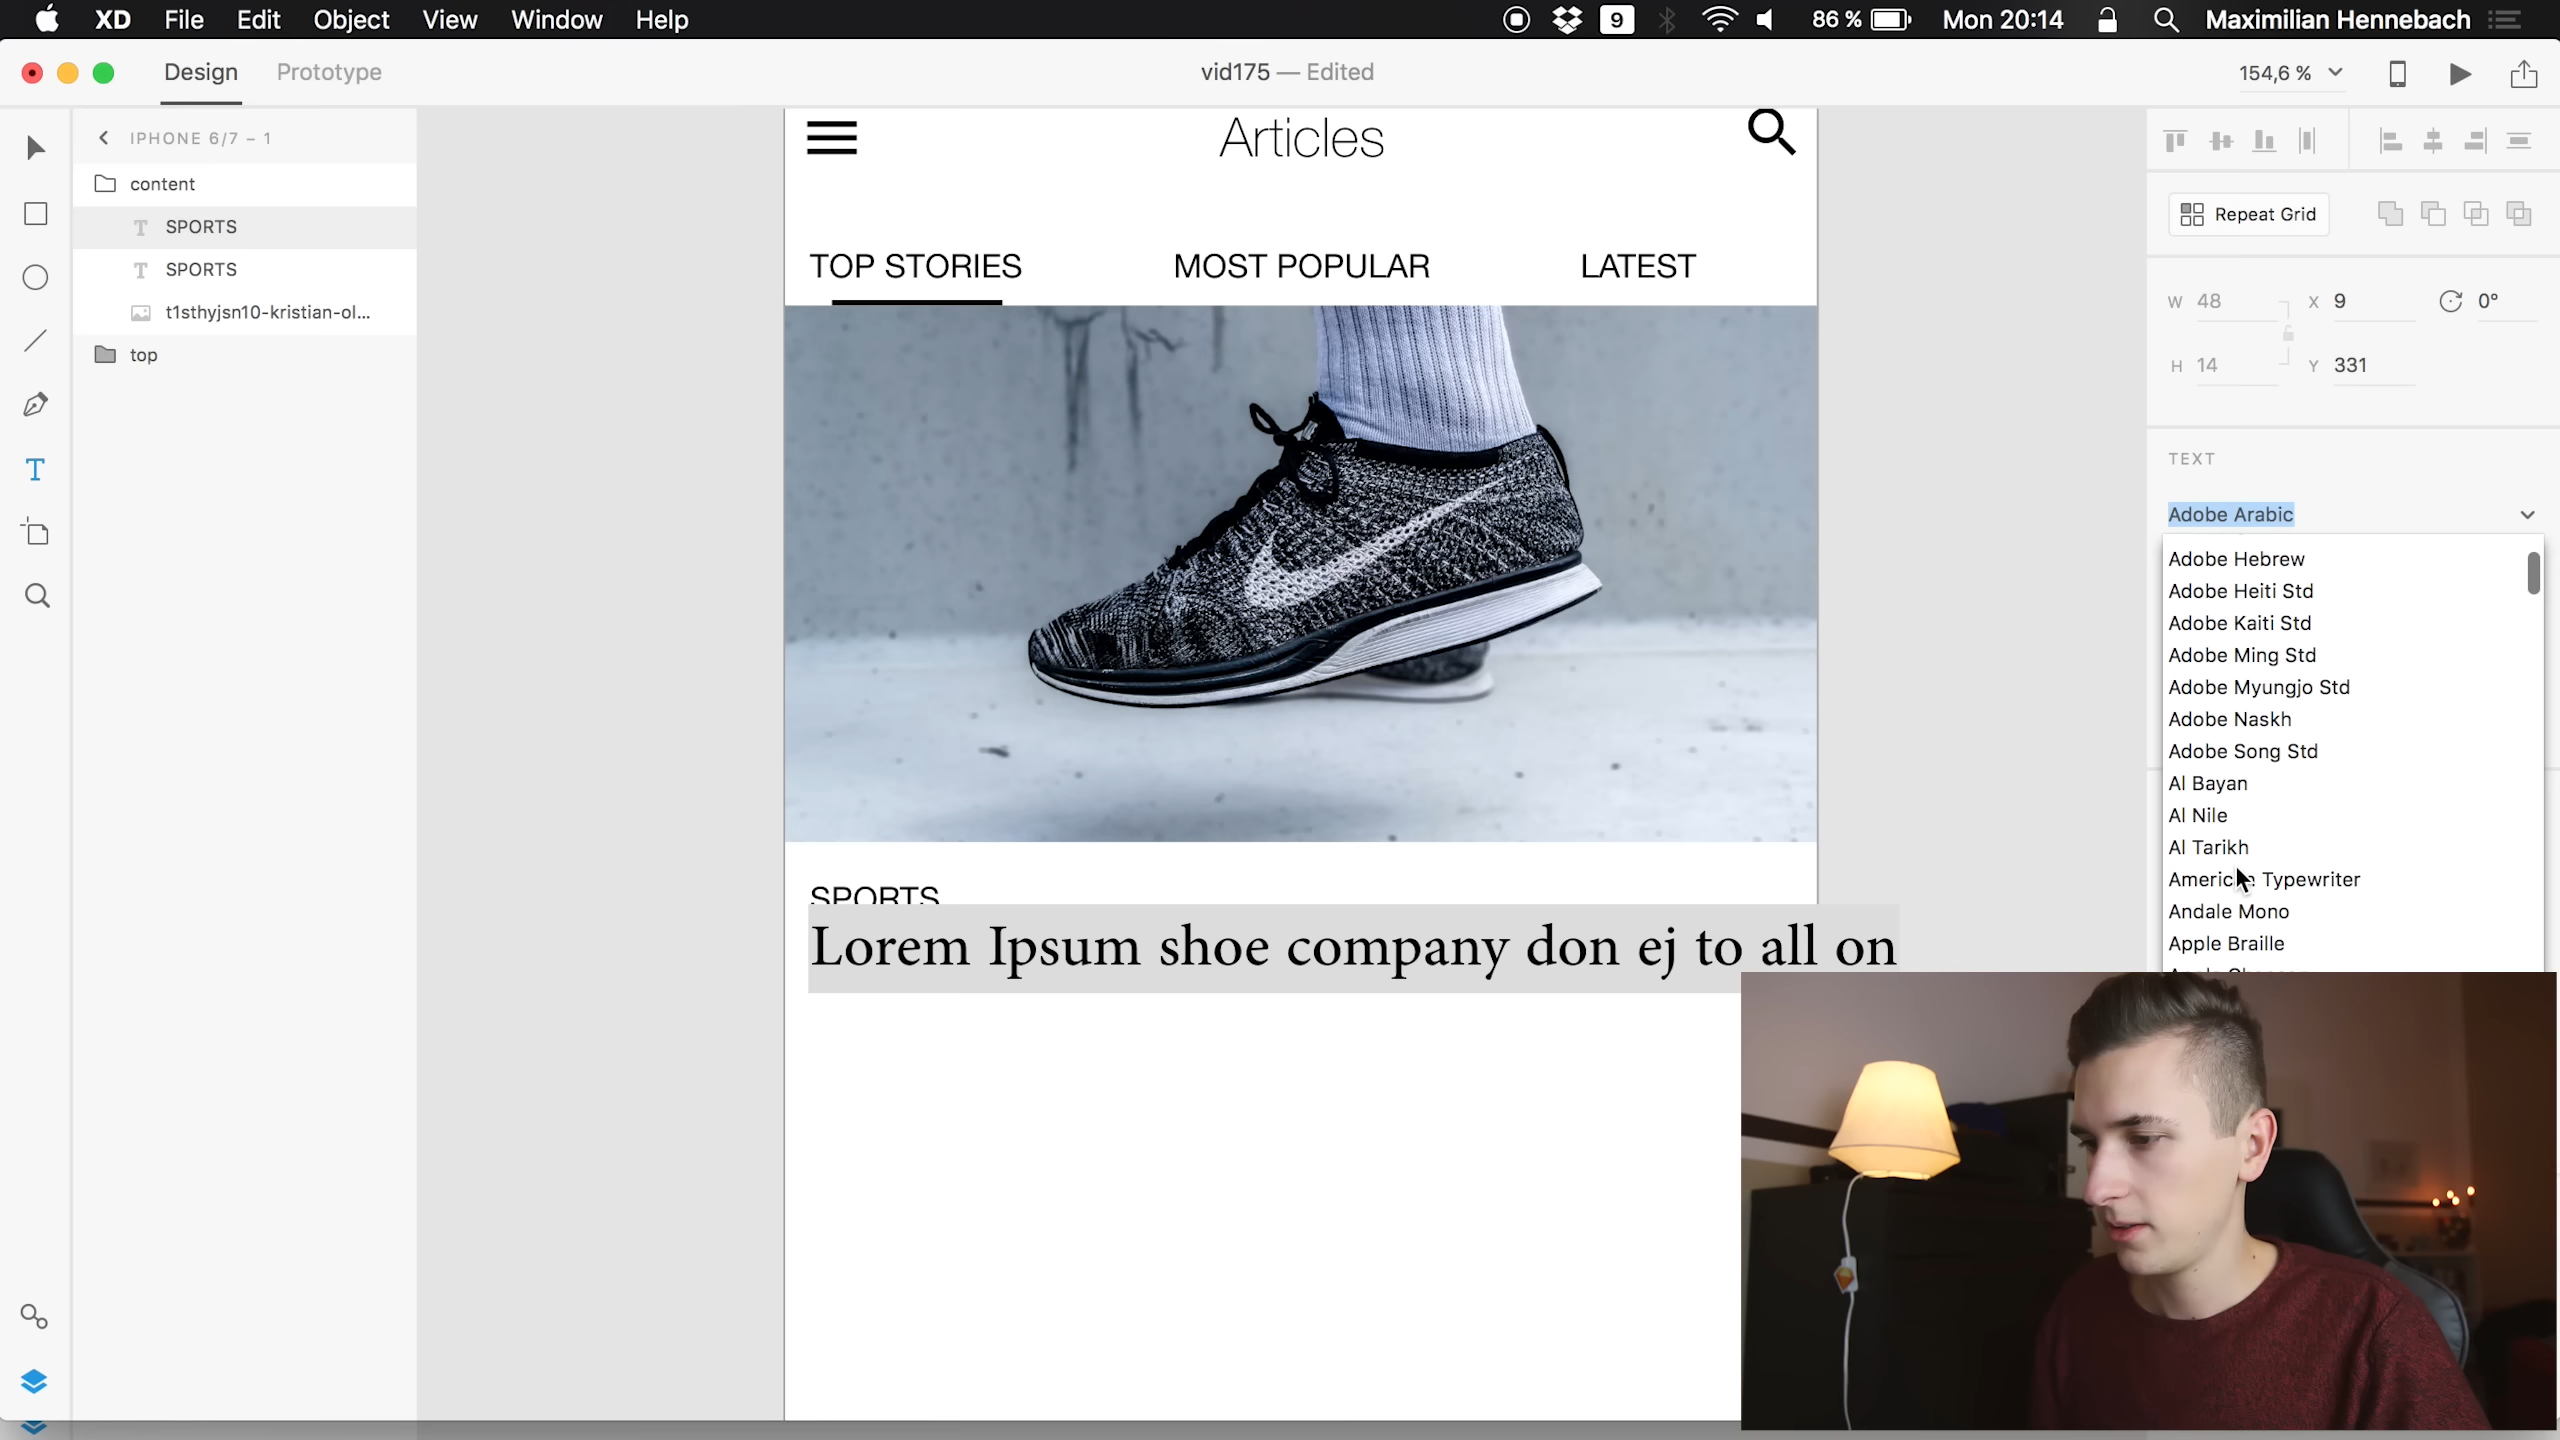 XD File Edit Object View Window Help 9 86 % Mon 20:14 Maximilian Hennebach
Design Prototype vid175 — Edited 154,6 %
IPHONE 6/7 – 1
content
SPORTS
SPORTS
t1sthyjsn10-kristian-ol...
top
Articles
TOP STORIES MOST POPULAR LATEST
SPORTS
Lorem Ipsum shoe company don ej to all on
Repeat Grid
W 48 X 9 0°
H 14 Y 331
TEXT
Adobe Arabic
Adobe Hebrew
Adobe Heiti Std
Adobe Kaiti Std
Adobe Ming Std
Adobe Myungjo Std
Adobe Naskh
Adobe Song Std
Al Bayan
Al Nile
Al Tarikh
American Typewriter
Andale Mono
Apple Braille